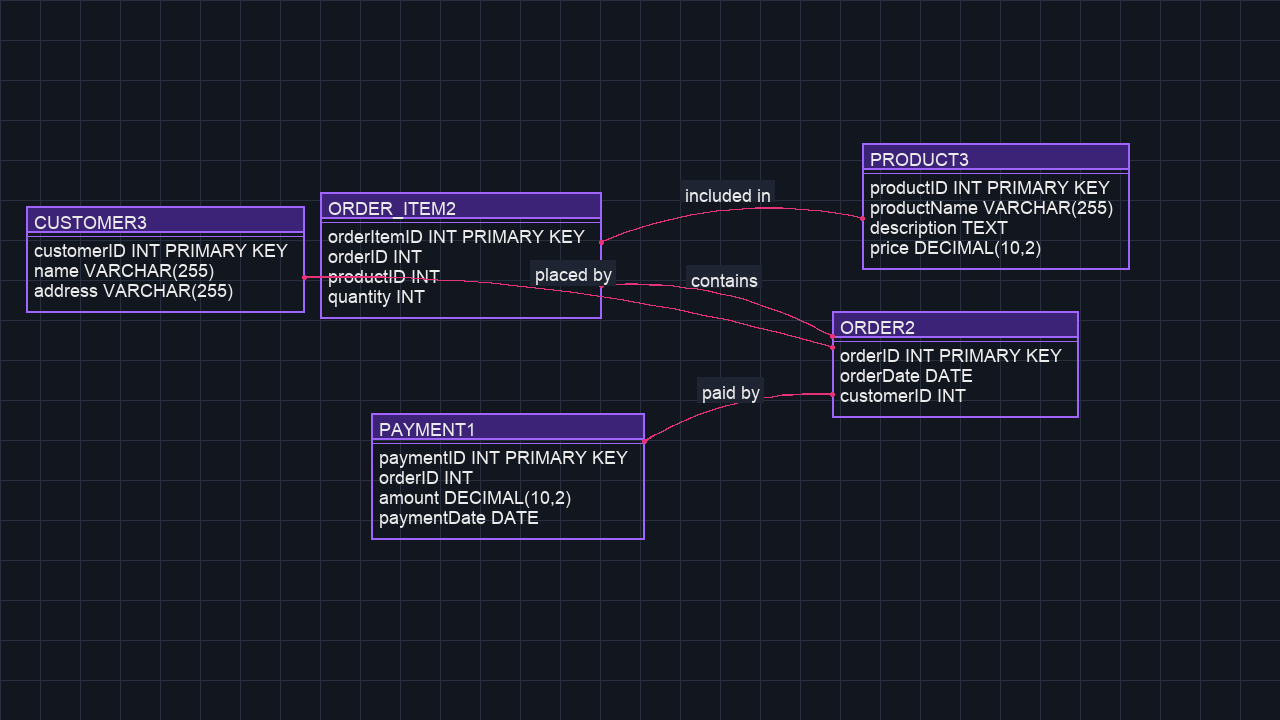 CUSTOMER3
customerID INT PRIMARY KEY
name VARCHAR(255)
address VARCHAR(255)
ORDER_ITEM2
orderItemID INT PRIMARY KEY
orderID INT
productID INT
quantity INT
included in
placed by
contains
PRODUCT3
productID INT PRIMARY KEY
productName VARCHAR(255)
description TEXT
price DECIMAL(10,2)
ORDER2
orderID INT PRIMARY KEY
orderDate DATE
customerID INT
paid by
PAYMENT1
paymentID INT PRIMARY KEY
orderID INT
amount DECIMAL(10,2)
paymentDate DATE